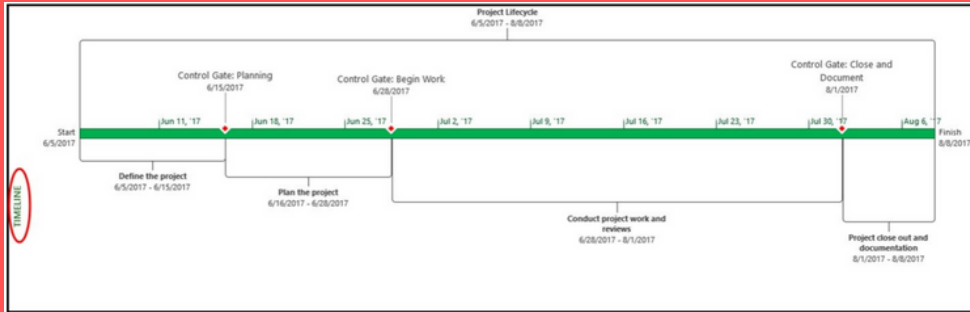 Project Lifecycle
6/5/2017 - 8/8/2017
Control Gate: Planning
6/15/2017
Control Gate: Begin Work
6/28/2017
Control Gate: Close and
Document
8/1/2017
Jun 11, '17
Jun 18, '17
Jun 25, '17
Jul 2, '17
Jul 9, '17
Jul 16, '17
Jul 23, '17
Jul 30, '17
Aug 6, '17
Start
6/5/2017
Finish
8/8/2017
Define the project
6/5/2017 - 6/15/2017
Plan the project
6/16/2017 - 6/28/2017
Conduct project work and
reviews
6/28/2017 - 8/1/2017
Project close out and
documentation
8/1/2017 - 8/8/2017
TIMELINE